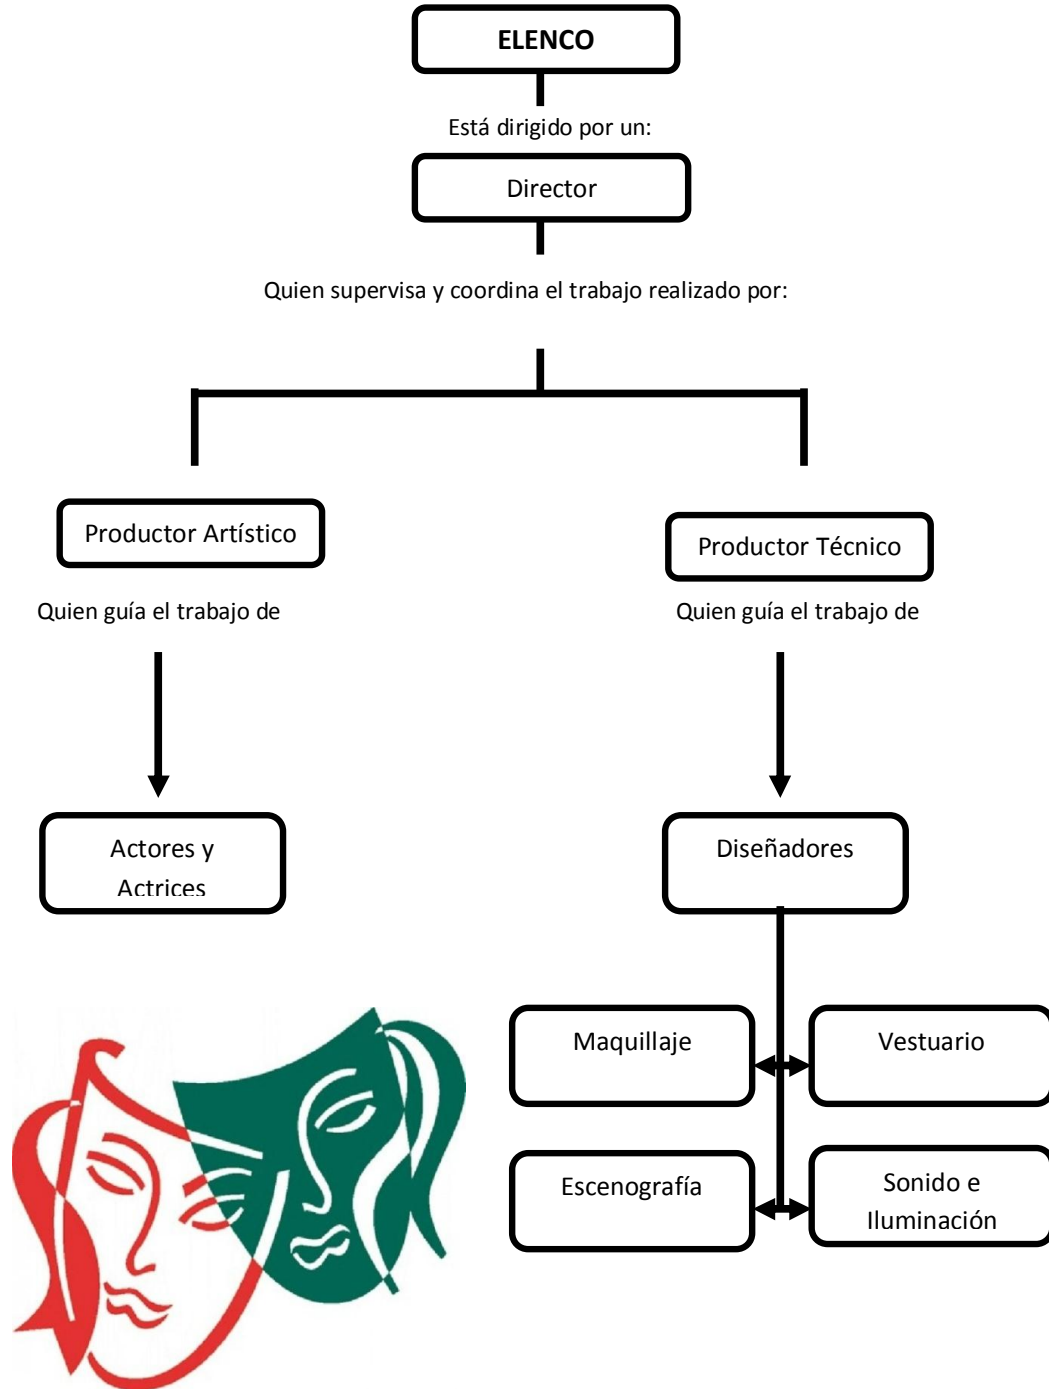 ELENCO
Está dirigido por un:
Director
Quien supervisa y coordina el trabajo realizado por:
Productor Artístico
Productor Técnico
Quien guía el trabajo de
Quien guía el trabajo de
Actores y
Actrices
Diseñadores
Maquillaje
Vestuario
Escenografía
Sonido e
Iluminación